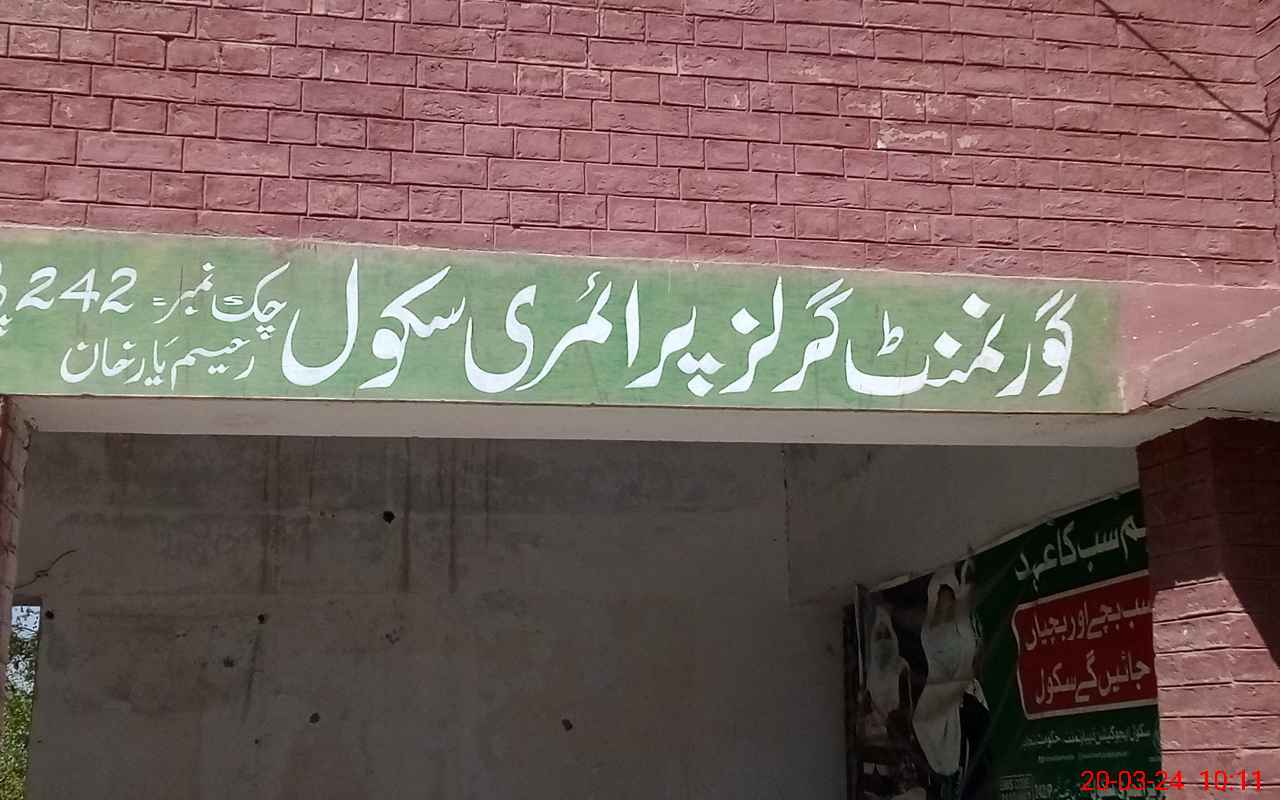 گورنمنٹ گرلز پرائمری سکول
چک نمبر= 242
رحیم یار خان
سب کا عہد
سب بچے اور بچیاں
جائیں گے سکول
20-03-24 10:11